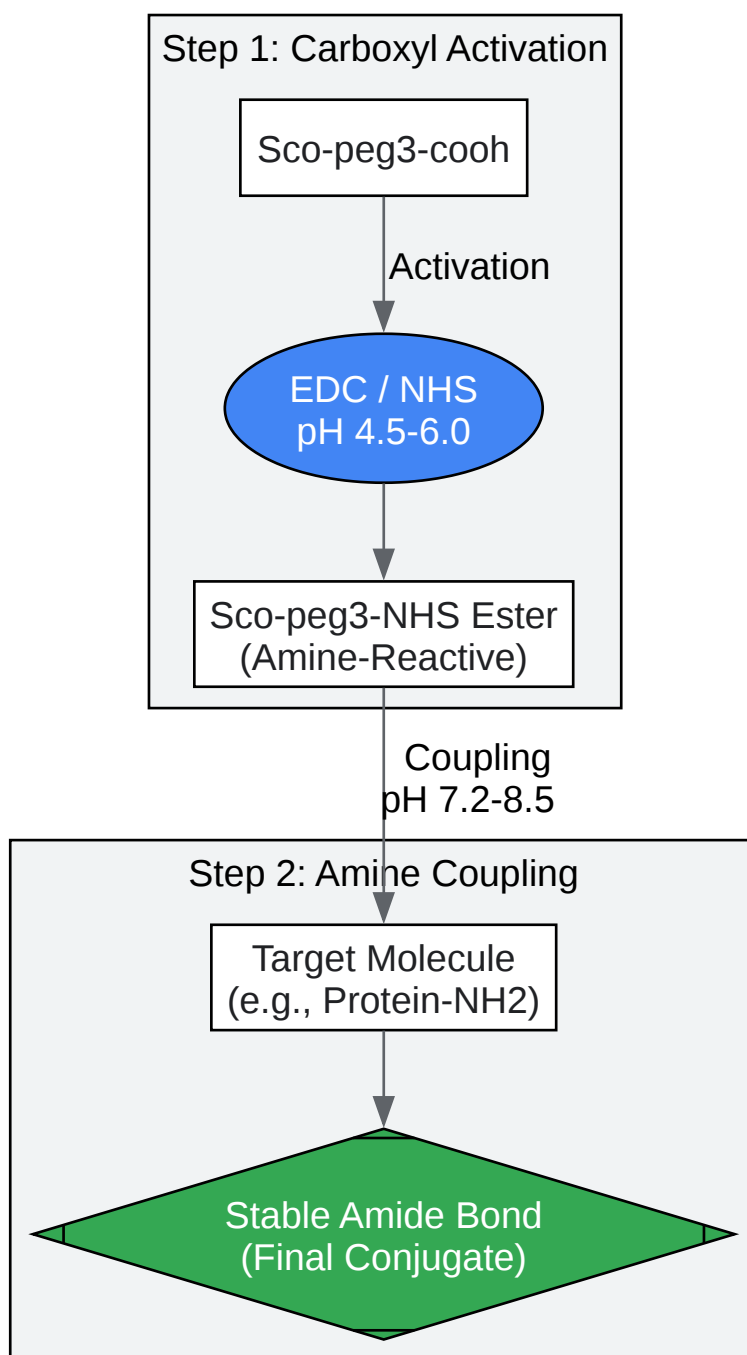 Step 1: Carboxyl Activation
Sco-peg3-cooh
Activation
EDC / NHS
pH 4.5-6.0
Sco-peg3-NHS Ester
(Amine-Reactive)
Coupling
pH 7.2-8.5
Step 2: Amine Coupling
Target Molecule
(e.g., Protein-NH2)
Stable Amide Bond
(Final Conjugate)